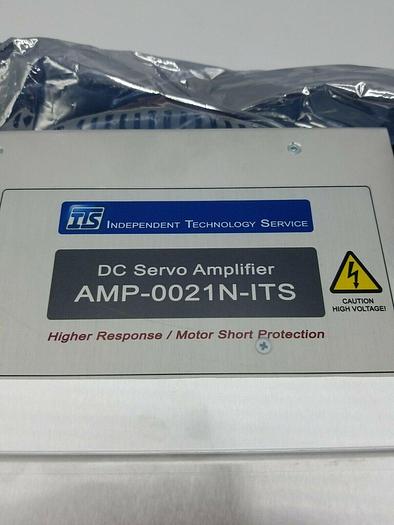 ITS INDEPENDENT TECHNOLOGY SERVICE
DC Servo Amplifier
AMP-0021N-ITS
CAUTION
HIGH VOLTAGE!
Higher Response / Motor Short Protection